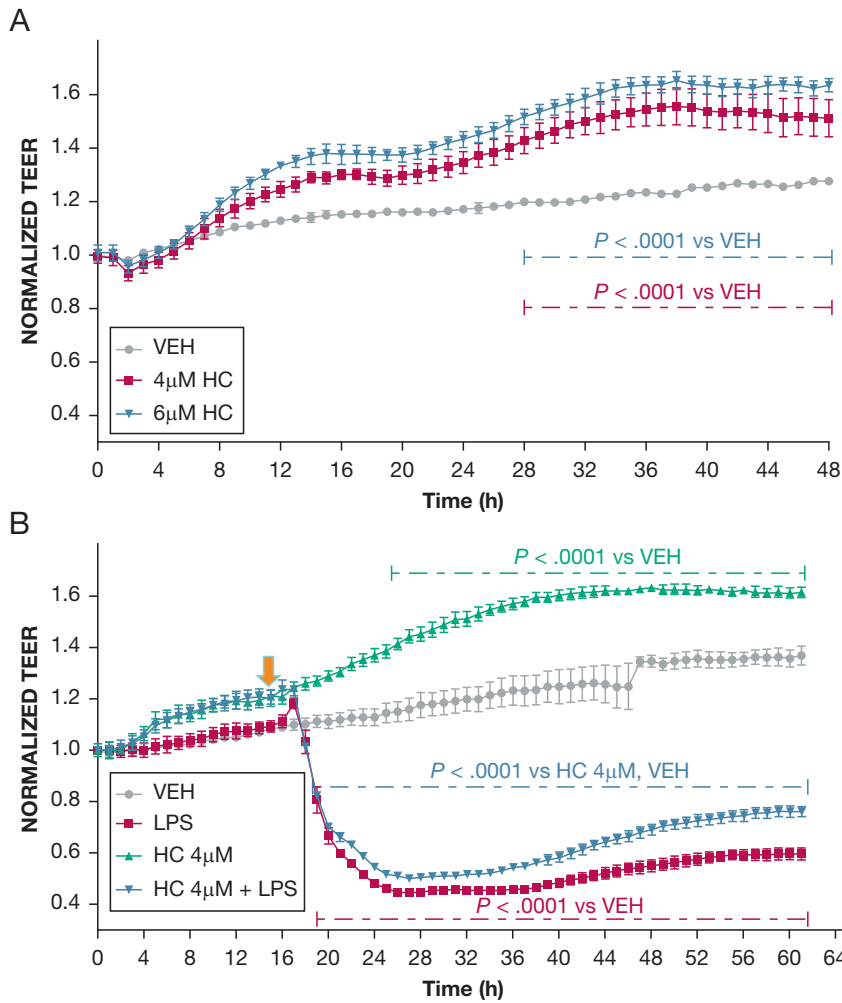 A
NORMALIZED TEER
1.6
1.4
1.2
1.0
0.8
0.6
0.4
P < .0001 vs VEH
P < .0001 vs VEH
VEH
4μM HC
6μM HC
0 4 8 12 16 20 24 28 32 36 40 44 48
Time (h)
B
NORMALIZED TEER
1.6
1.4
1.2
1.0
0.8
0.6
0.4
P < .0001 vs VEH
P < .0001 vs HC 4μM, VEH
VEH
LPS
HC 4μM
HC 4μM + LPS
P < .0001 vs VEH
0 4 8 12 16 20 24 28 32 36 40 44 48 52 56 60 64
Time (h)